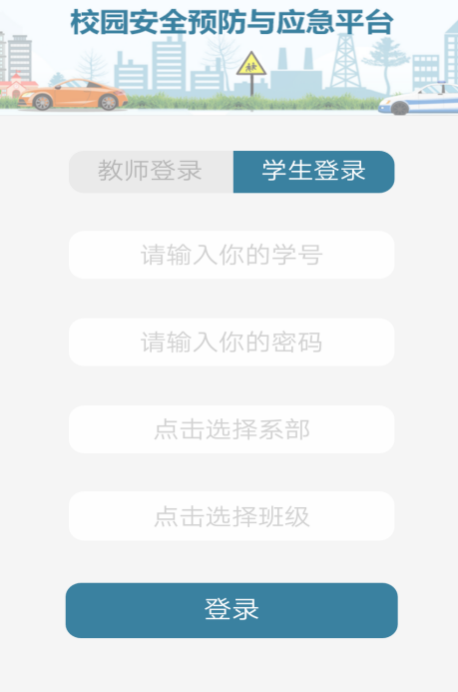 校园安全预防与应急平台
教师登录 学生登录
请输入你的学号
请输入你的密码
点击选择系部
点击选择班级
登录